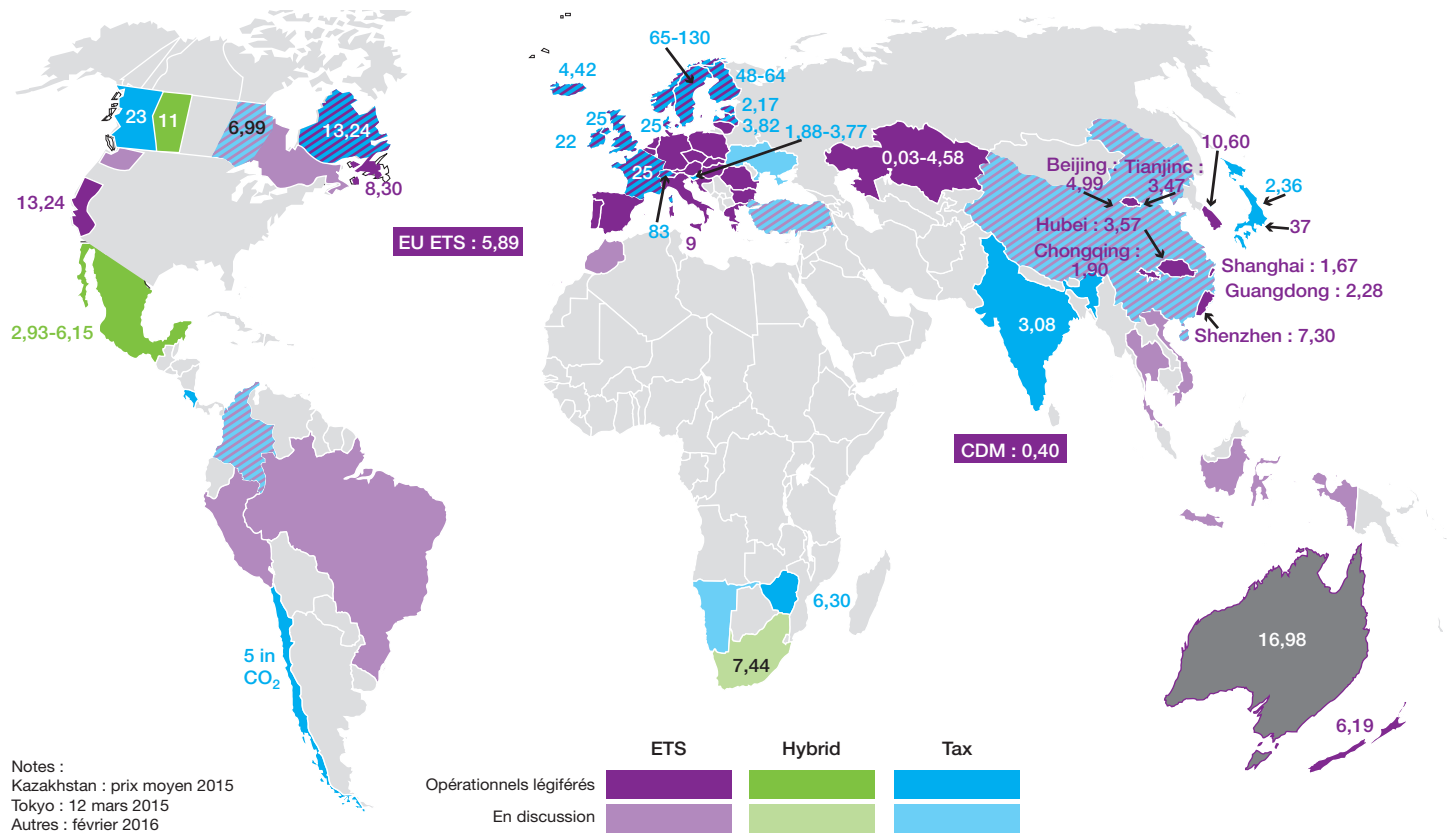 65-130
4,42
48-64
23
11
6,99
13,24
25
25
2,17
3,82
1,88-3,77
22
25
0,03-4,58
10,60
Beijing :
4,99
Tianjinc :
3,47
2,36
37
13,24
8,30
EU ETS : 5,89
83
9
Hubei : 3,57
Chongqing :
1,90
Shanghai : 1,67
Guangdong : 2,28
Shenzhen : 7,30
2,93-6,15
3,08
CDM : 0,40
6,30
7,44
5 in
CO₂
16,98
6,19
Notes :
Kazakhstan : prix moyen 2015
Tokyo : 12 mars 2015
Autres : février 2016
ETS Hybrid Tax
Opérationnels légiférés
En discussion